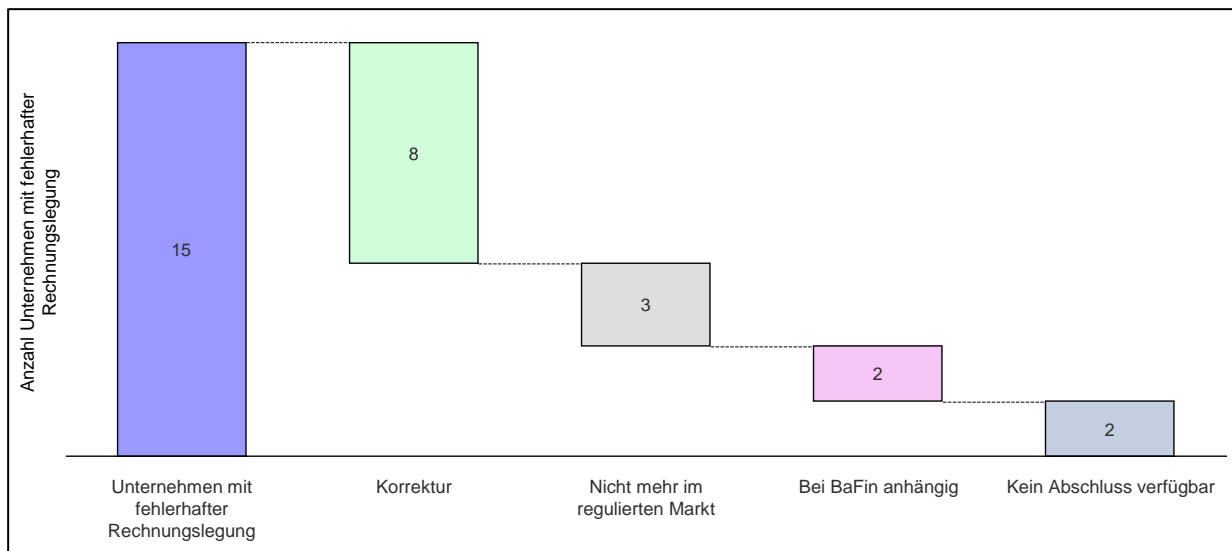 Anzahl Unternehmen mit fehlerhafter
Rechnungslegung
15
8
3
2
2
Unternehmen mit
fehlerhafter
Rechnungslegung
Korrektur
Nicht mehr im
regulierten Markt
Bei BaFin anhängig
Kein Abschluss verfügbar